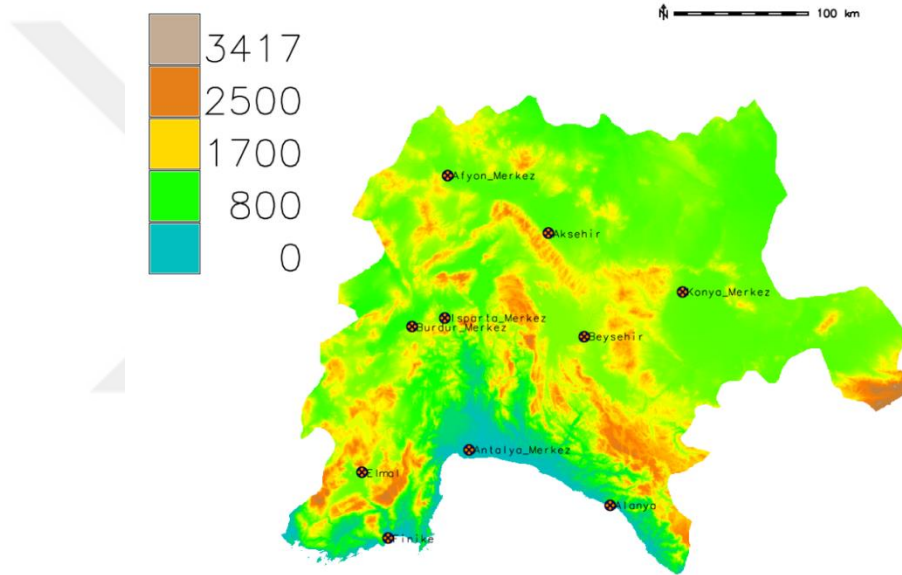 N
100 km
3417
2500
1700
800
0
Afyon_Merkez
Aksehir
Konya_Merkez
Isparta_Merkez
Burdur_Merkez
Beysehir
Antalya_Merkez
Elmal
Alanya
Finike